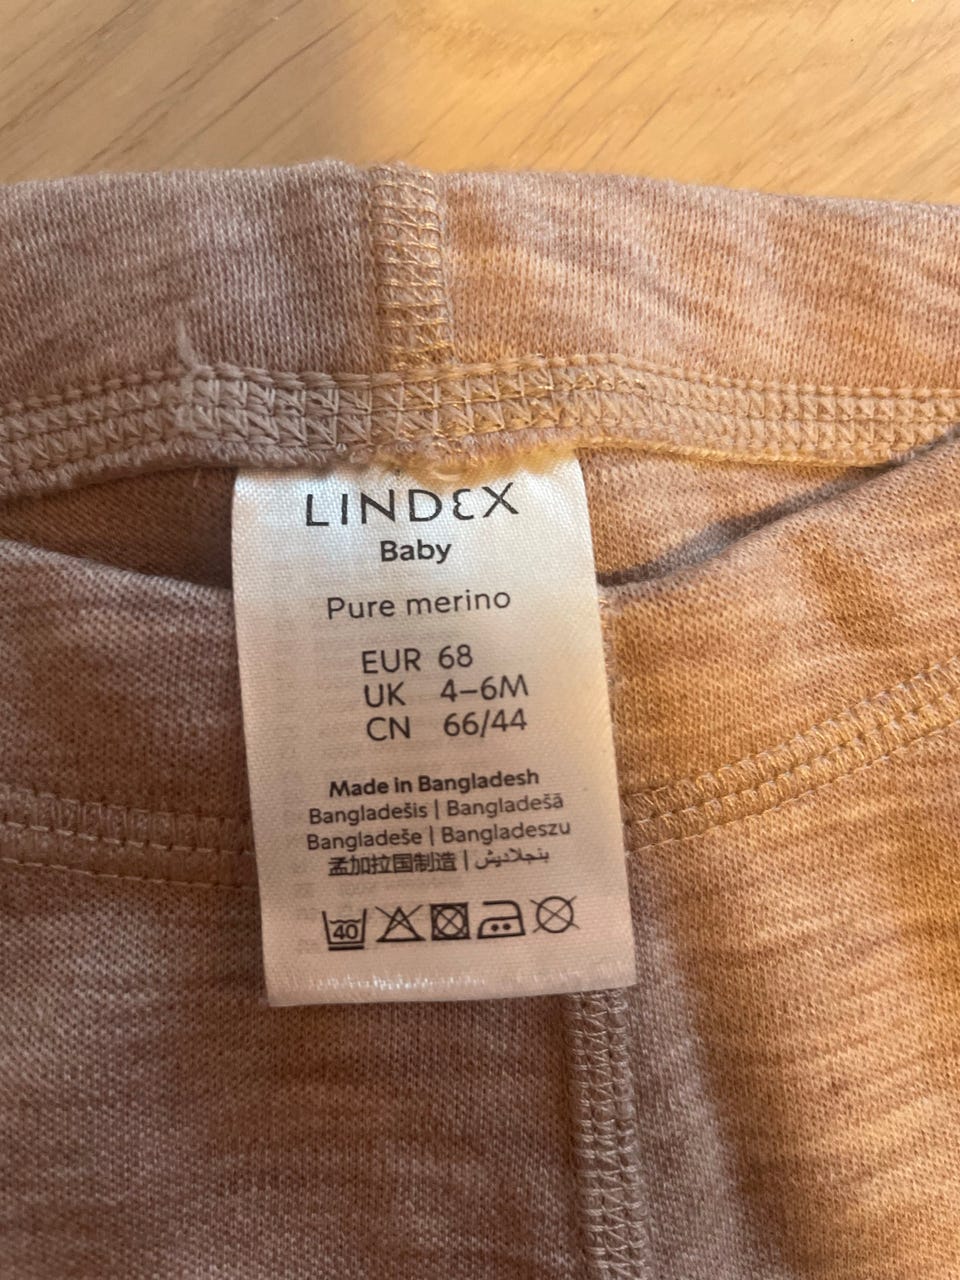 LINDEX
Baby
Pure merino
EUR 68
UK 4–6M
CN 66/44
Made in Bangladesh
Bangladešis | Bangladešā
Bangladeše | Bangladeszu
孟加拉国制造 | بنجلاديش
40